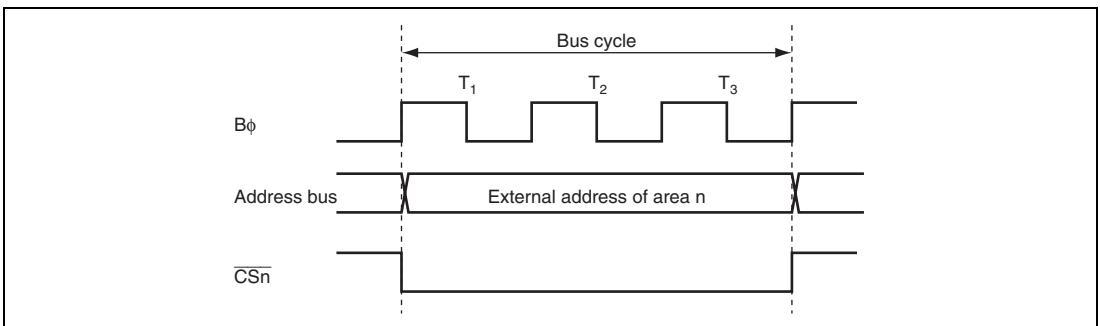 Bus cycle
T1 T2 T3
Bφ
Address bus External address of area n
CSn